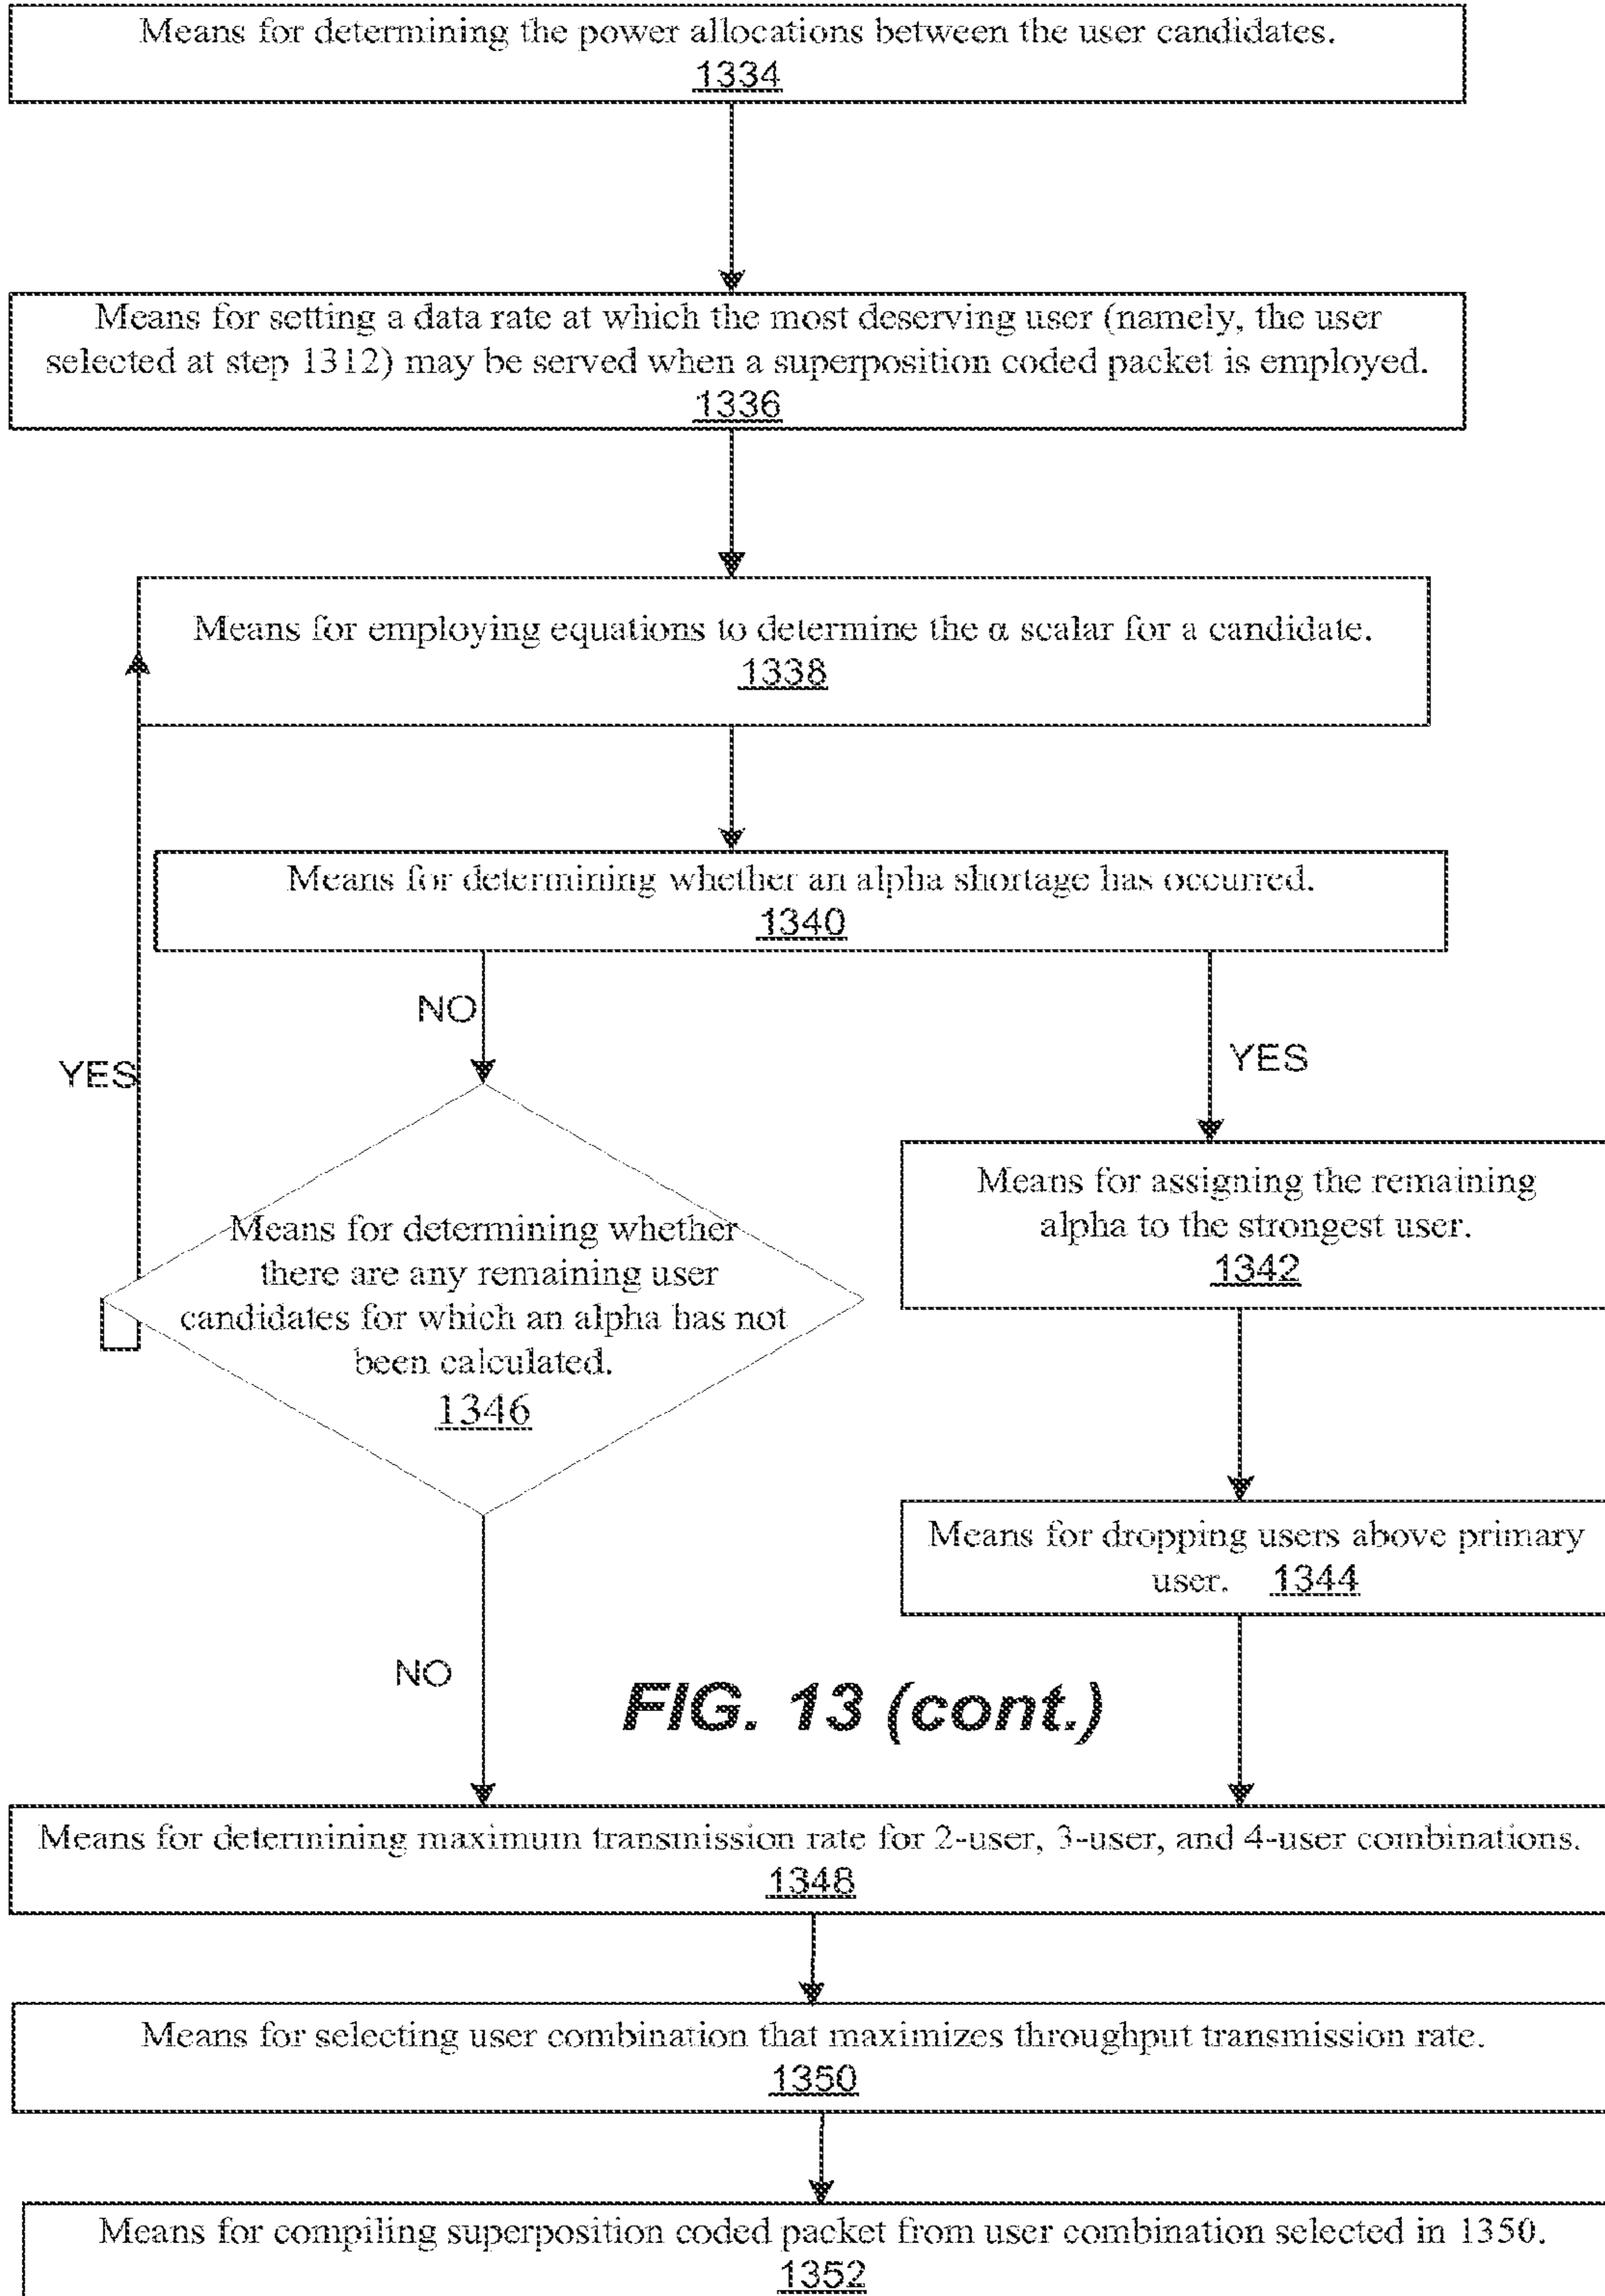 Means for determining the power allocations between the user candidates.
1334
Means for setting a data rate at which the most deserving user (namely, the user
selected at step 1312) may be served when a superposition coded packet is employed.
1336
Means for employing equations to determine the α scalar for a candidate.
1338
Means for determining whether an alpha shortage has occurred.
1340
NO
YES
YES
Means for assigning the remaining
alpha to the strongest user.
1342
Means for determining whether
there are any remaining user
candidates for which an alpha has not
been calculated.
1346
Means for dropping users above primary
user. 1344
NO
FIG. 13 (cont.)
Means for determining maximum transmission rate for 2-user, 3-user, and 4-user combinations.
1348
Means for selecting user combination that maximizes throughput transmission rate.
1350
Means for compiling superposition coded packet from user combination selected in 1350.
1352